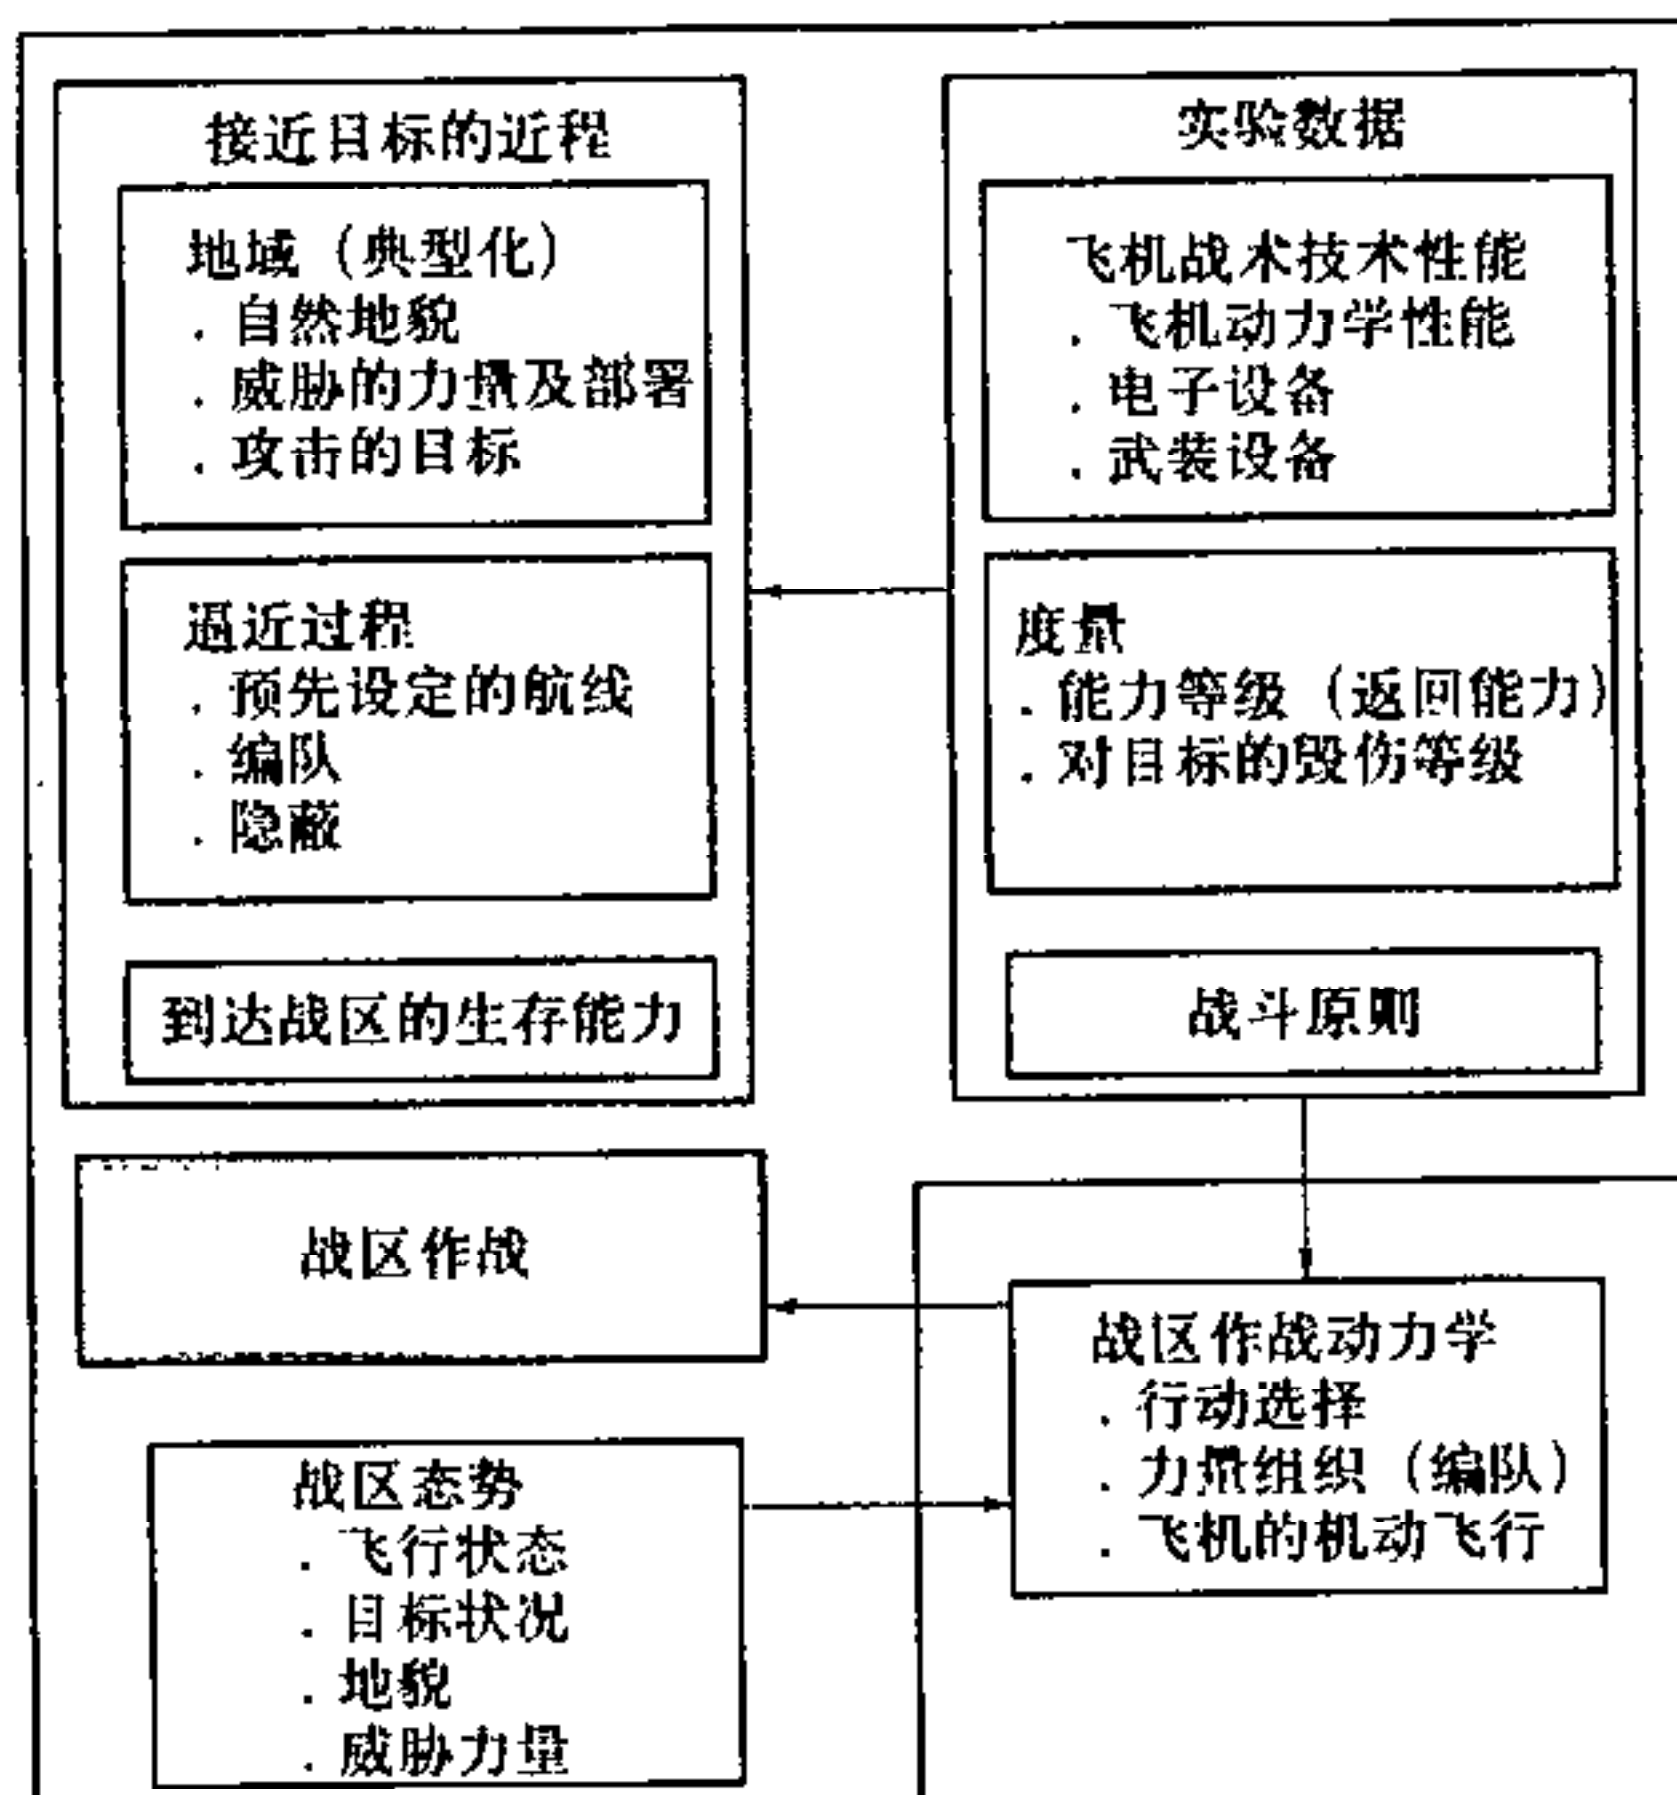 接近目标的近程
地域（典型化）
. 自然地貌
. 威胁的力量及部署
. 攻击的目标
逼近过程
. 预先设定的航线
. 编队
. 隐蔽
到达战区的生存能力
实验数据
飞机战术技术性能
. 飞机动力学性能
. 电子设备
. 武装设备
度量
. 能力等级（返回能力）
. 对目标的毁伤等级
战斗原则
战区作战
战区作战动力学
. 行动选择
. 力量组织（编队）
. 飞机的机动飞行
战区态势
. 飞行状态
. 目标状况
. 地貌
. 威胁力量